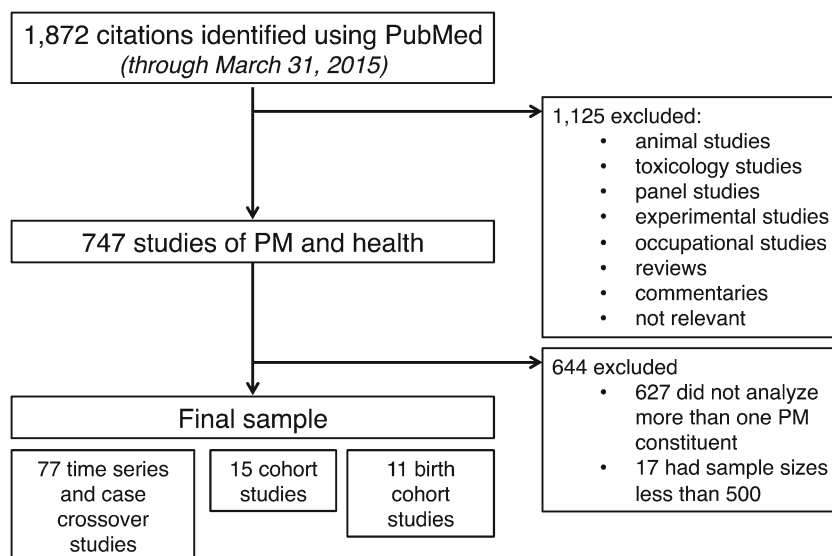 1,872 citations identified using PubMed
(through March 31, 2015)
1,125 excluded:
• animal studies
• toxicology studies
• panel studies
• experimental studies
• occupational studies
• reviews
• commentaries
• not relevant
747 studies of PM and health
644 excluded
• 627 did not analyze
more than one PM
constituent
• 17 had sample sizes
less than 500
Final sample
77 time series
and case
crossover
studies
15 cohort
studies
11 birth
cohort
studies